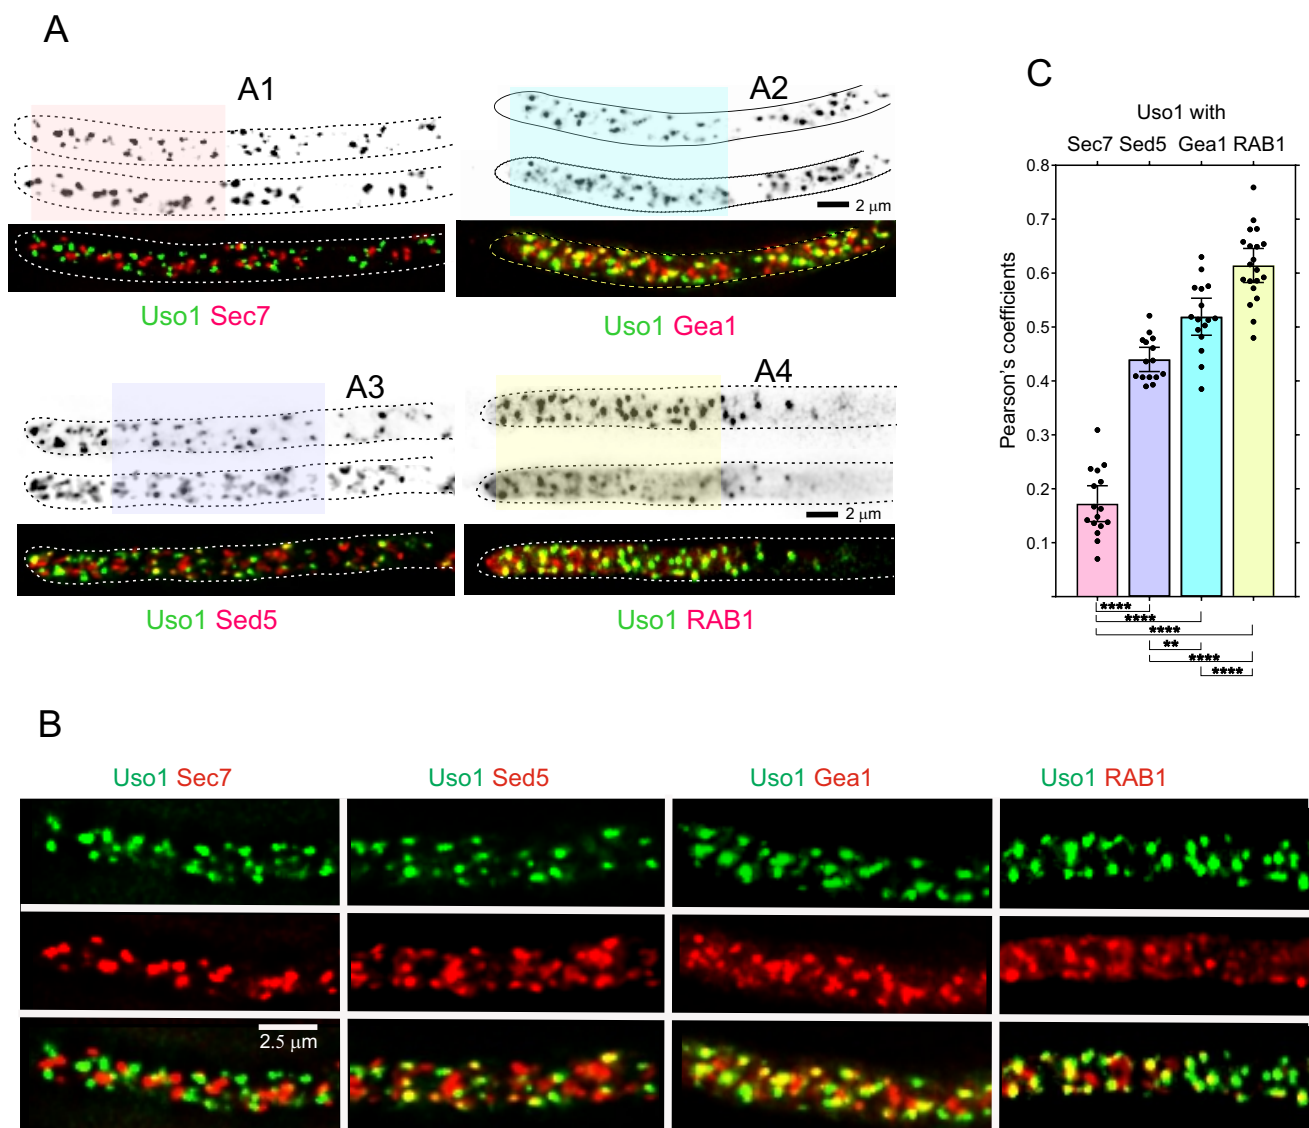 A
A1
A2
2 μm
Uso1 Sec7
Uso1 Gea1
A3
A4
2 μm
Uso1 Sed5
Uso1 RAB1
C
Uso1 with
Sec7 Sed5 Gea1 RAB1
Pearson's coefficients
0.8
0.7
0.6
0.5
0.4
0.3
0.2
0.1
****
****
****
**
****
****
B
Uso1 Sec7
Uso1 Sed5
Uso1 Gea1
Uso1 RAB1
2.5 μm